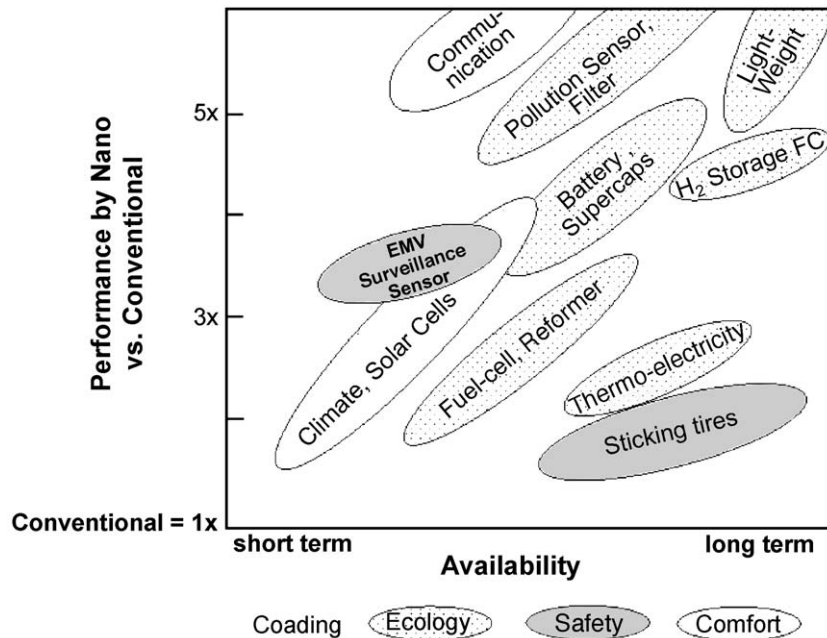 Performance by Nano
vs. Conventional
5x
3x
Conventional = 1x
Commu-
nication
Pollution Sensor,
Filter
Light-
Weight
Battery ,
Supercaps
H₂ Storage FC
EMV
Surveillance
Sensor
Climate, Solar Cells
Fuel-cell, Reformer
Thermo-electricity
Sticking tires
short term
long term
Availability
Coading
Ecology
Safety
Comfort